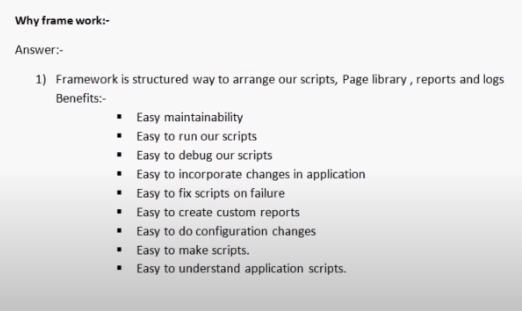 Why frame work:-
Answer:-
1) Framework is structured way to arrange our scripts, Page library , reports and logs
Benefits:-
▪ Easy maintainability
▪ Easy to run our scripts
▪ Easy to debug our scripts
▪ Easy to incorporate changes in application
▪ Easy to fix scripts on failure
▪ Easy to create custom reports
▪ Easy to do configuration changes
▪ Easy to make scripts.
▪ Easy to understand application scripts.